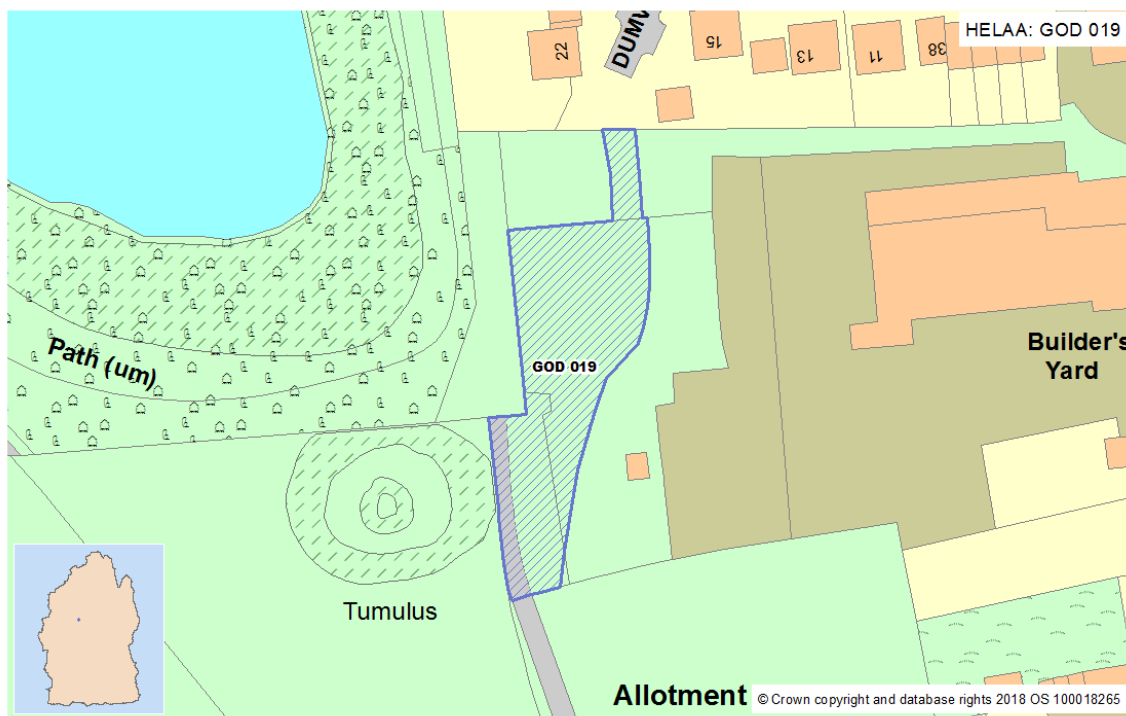 HELAA: GOD 019
22
DUMV
15
13
11
38
Path (um)
GOD 019
Builder's
Yard
Tumulus
Allotment
© Crown copyright and database rights 2018 OS 100018265